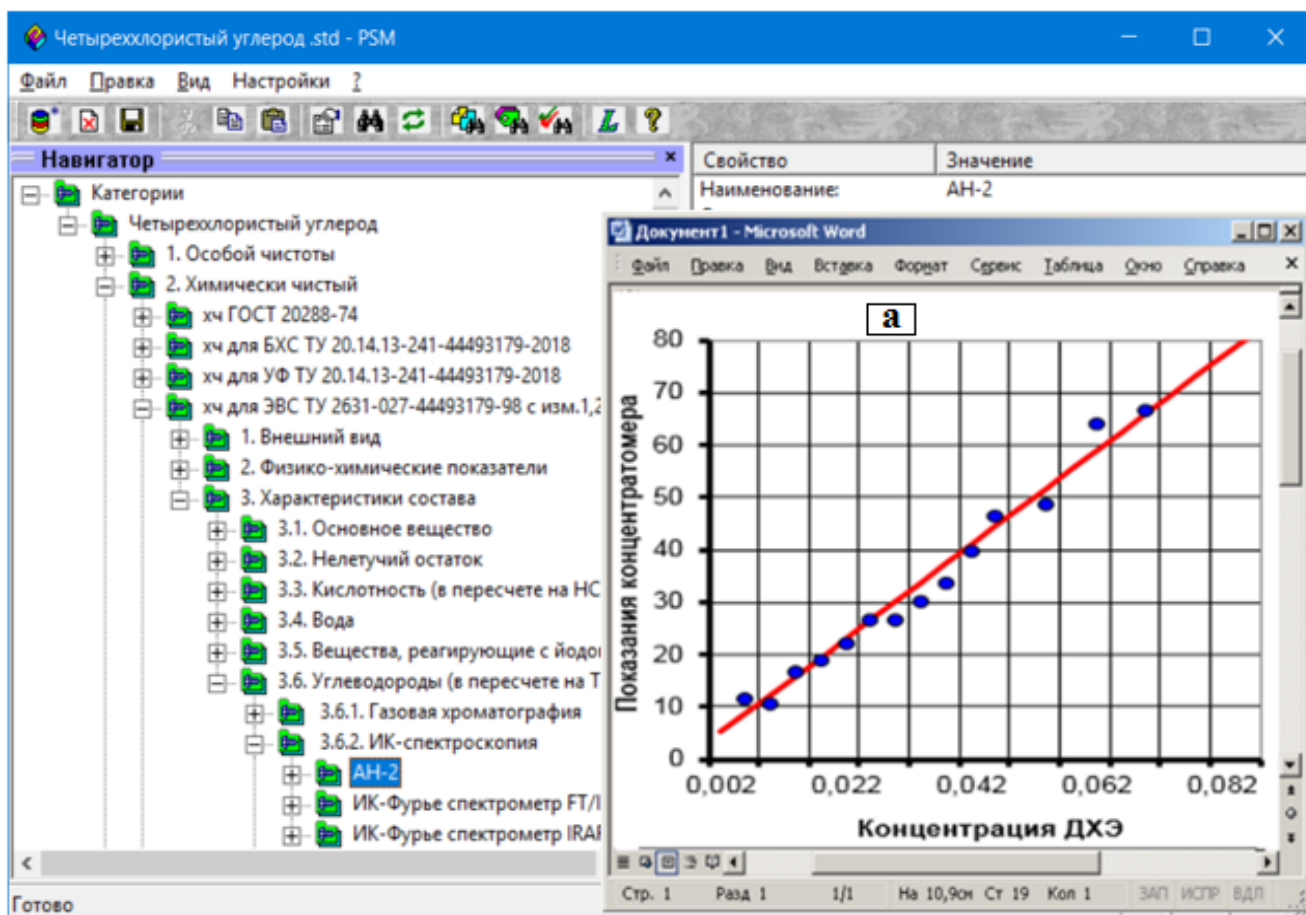 Четыреххлористый углерод .std - PSM
Файл Правка Вид Настройки ?
Навигатор
Категории
Четыреххлористый углерод
1. Особой чистоты
2. Химически чистый
хч ГОСТ 20288-74
хч для БХС ТУ 20.14.13-241-44493179-2018
хч для УФ ТУ 20.14.13-241-44493179-2018
хч для ЭВС ТУ 2631-027-44493179-98 с изм.1,2
1. Внешний вид
2. Физико-химические показатели
3. Характеристики состава
3.1. Основное вещество
3.2. Нелетучий остаток
3.3. Кислотность (в пересчете на HC
3.4. Вода
3.5. Вещества, реагирующие с йодо
3.6. Углеводороды (в пересчете на Т
3.6.1. Газовая хроматография
3.6.2. ИК-спектроскопия
АН-2
ИК-Фурье спектрометр FT/I
ИК-Фурье спектрометр IRAF
Готово
Свойство Значение
Наименование: АН-2
Документ1 - Microsoft Word
Файл Правка Вид Вставка Формат Сервис Таблица Окно Справка
а
Показания концентратомера
80
70
60
50
40
30
20
10
0
0,002 0,022 0,042 0,062 0,082
Концентрация ДХЭ
Стр. 1 Разд 1 1/1 На 10,9см Ст 19 Кол 1 ЗАП ИСПР ВДЛ